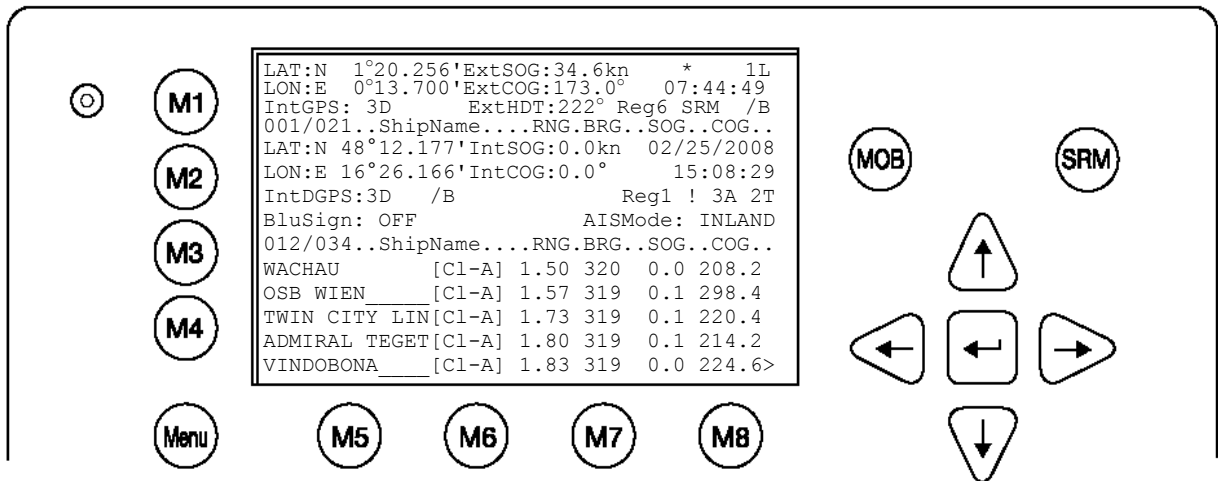 LAT:N  1°20.256'ExtSOG:34.6kn    *   1L
LON:E  0°13.700'ExtCOG:173.0°  07:44:49
IntGPS: 3D     ExtHDT:222° Reg6 SRM  /B
001/021..ShipName....RNG.BRG..SOG..COG..
LAT:N 48°12.177'IntSOG:0.0kn  02/25/2008
LON:E 16°26.166'IntCOG:0.0°     15:08:29
IntDGPS:3D   /B           Reg1 ! 3A 2T
BluSign: OFF            AISMode: INLAND
012/034..ShipName....RNG.BRG..SOG..COG..
WACHAU       [Cl-A] 1.50 320  0.0 208.2
OSB WIEN_____[Cl-A] 1.57 319  0.1 298.4
TWIN CITY LIN[Cl-A] 1.73 319  0.1 220.4
ADMIRAL TEGET[Cl-A] 1.80 319  0.1 214.2
VINDOBONA____[Cl-A] 1.83 319  0.0 224.6>
M1
M2
M3
M4
Menu
M5
M6
M7
M8
MOB
SRM